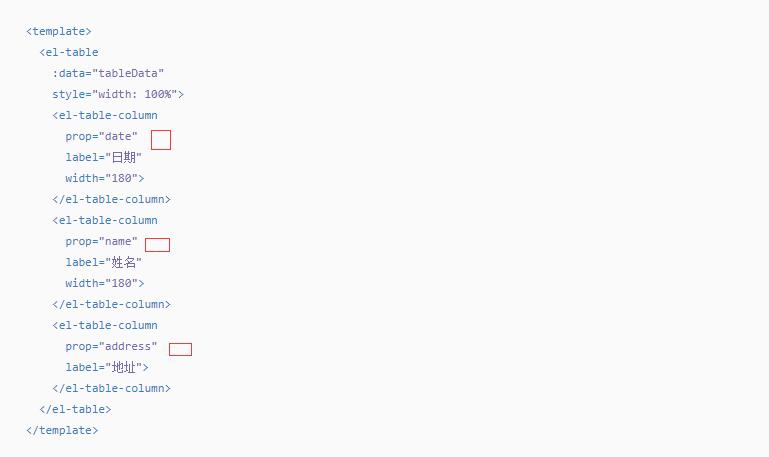 <template>
  <el-table
    :data="tableData"
    style="width: 100%">
    <el-table-column
      prop="date"
      label="日期"
      width="180">
    </el-table-column>
    <el-table-column
      prop="name"
      label="姓名"
      width="180">
    </el-table-column>
    <el-table-column
      prop="address"
      label="地址">
    </el-table-column>
  </el-table>
</template>